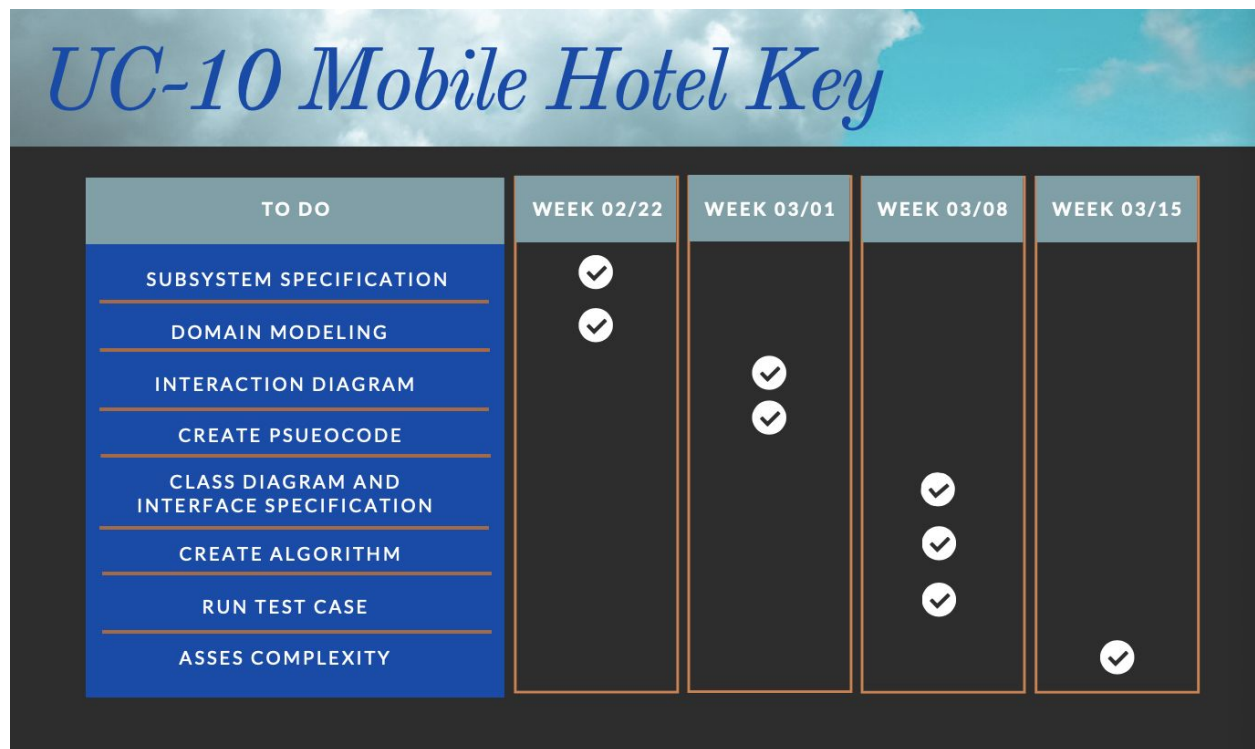 UC-10 Mobile Hotel Key
TO DO
WEEK 02/22
WEEK 03/01
WEEK 03/08
WEEK 03/15
SUBSYSTEM SPECIFICATION
DOMAIN MODELING
INTERACTION DIAGRAM
CREATE PSUEOCODE
CLASS DIAGRAM AND
INTERFACE SPECIFICATION
CREATE ALGORITHM
RUN TEST CASE
ASSES COMPLEXITY